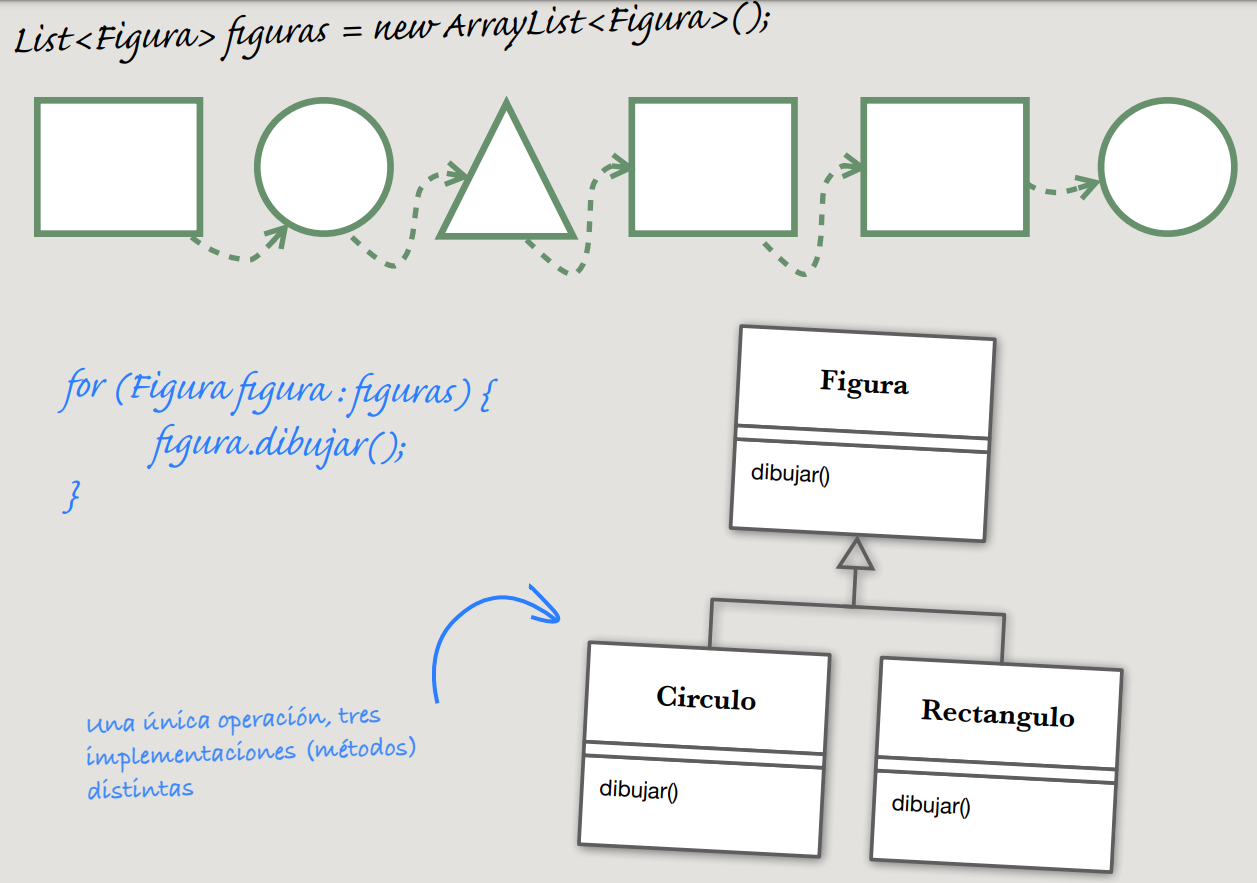 List<Figura> figuras = new ArrayList<Figura>();
for (Figura figura : figuras) {
figura.dibujar();
}
Figura
dibujar()
Una única operación, tres
implementaciones (métodos)
distintas
Circulo
dibujar()
Rectangulo
dibujar()